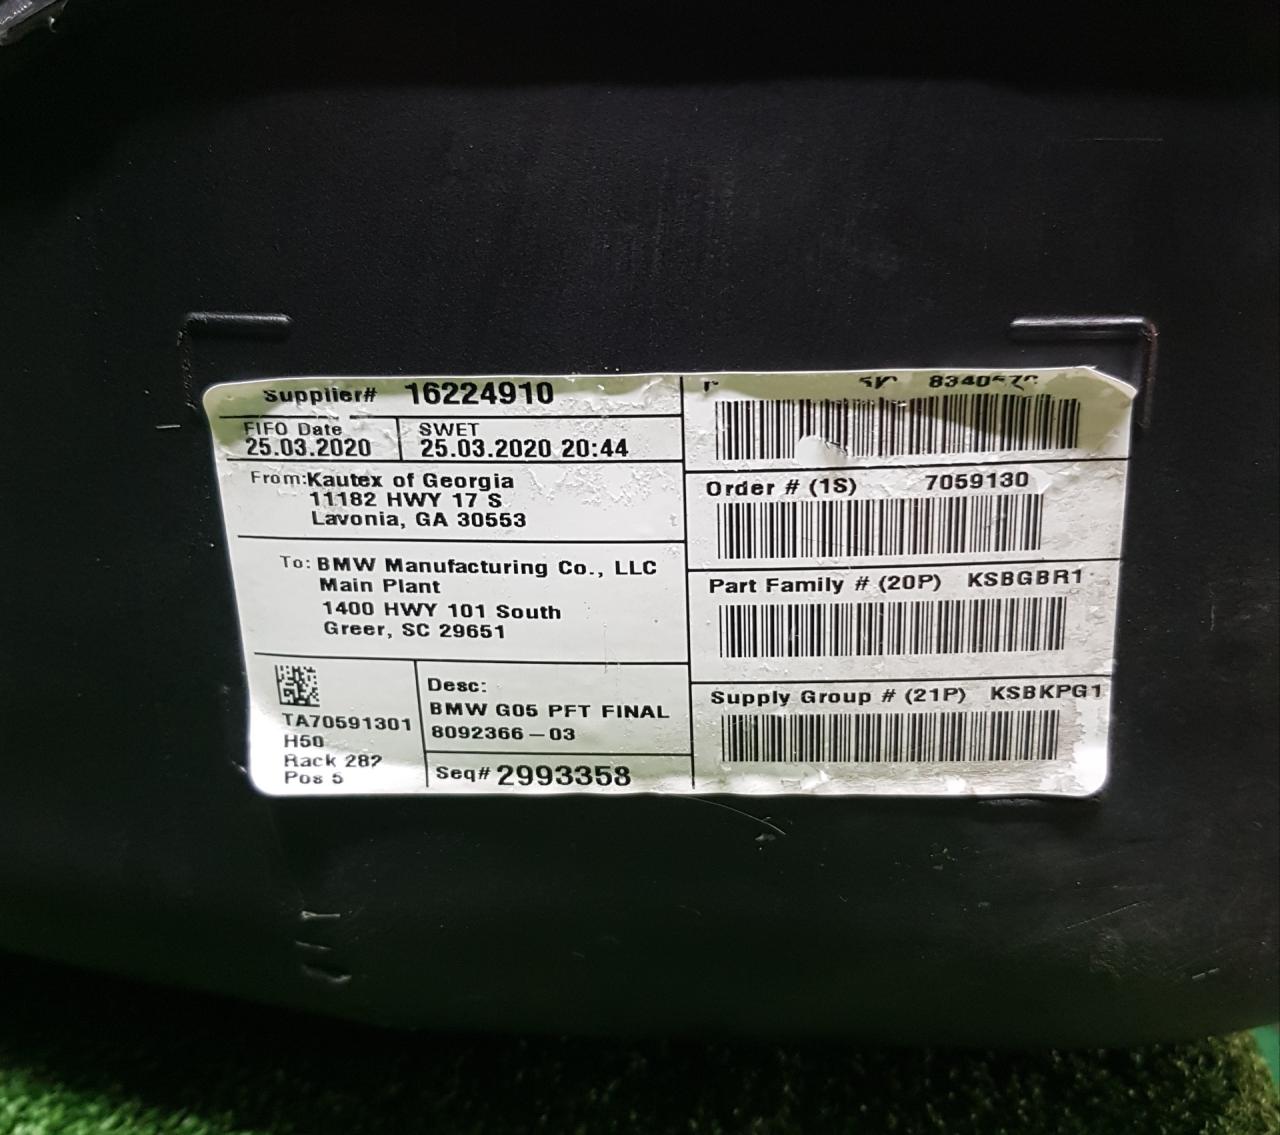 Supplier# 16224910
FIFO Date
25.03.2020
SWET
25.03.2020 20:44
From:Kautex of Georgia
11182 HWY 17 S
Lavonia, GA 30553
To: BMW Manufacturing Co., LLC
Main Plant
1400 HWY 101 South
Greer, SC 29651
TA70591301
H50
Rack 282
Pos 5
Desc:
BMW G05 PFT FINAL
8092366-03
Seq# 2993358
Order # (1S) 7059130
Part Family # (20P) KSBGBR1
Supply Group # (21P) KSBKPG1